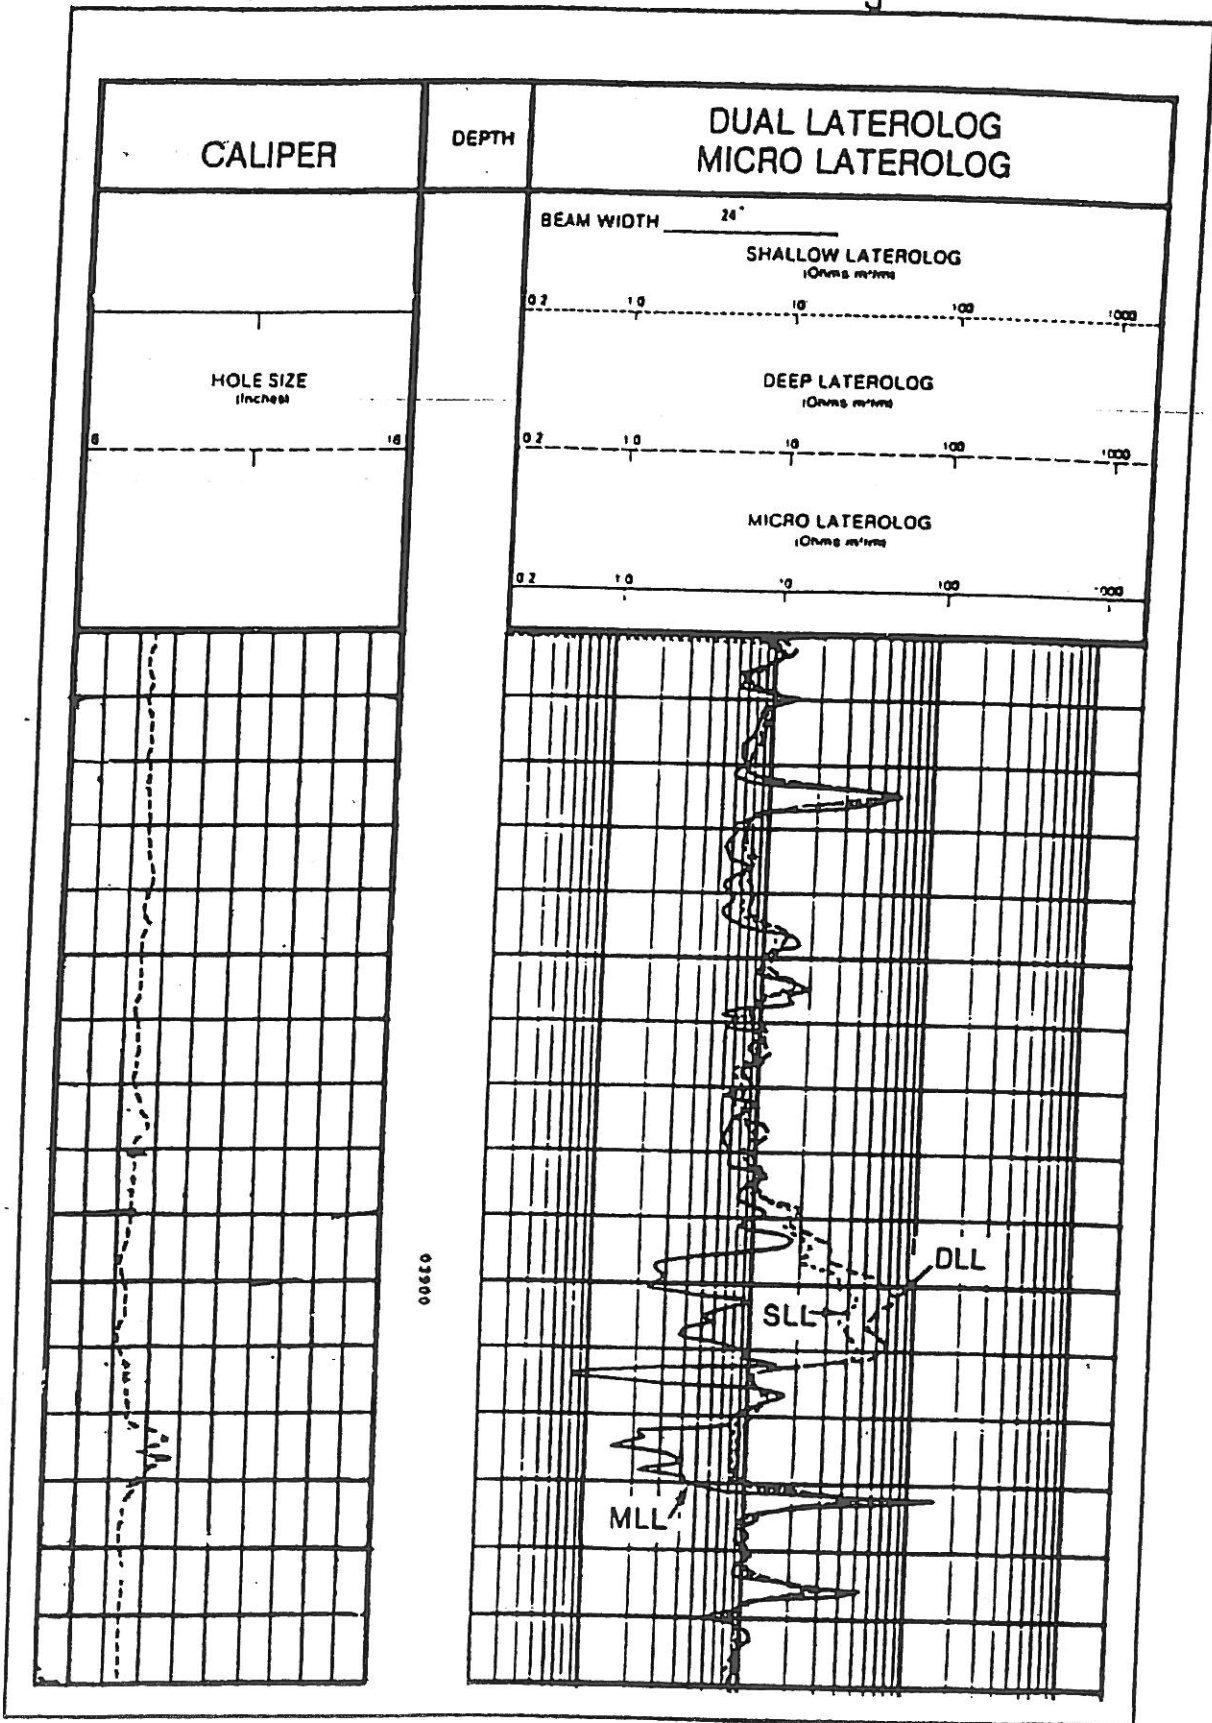 CALIPER
DEPTH
DUAL LATEROLOG
MICRO LATEROLOG
BEAM WIDTH 24"
SHALLOW LATEROLOG
0.2 1.0 10 100 1000
HOLE SIZE
(Inches)
6 16
DEEP LATEROLOG
0.2 1.0 10 100 1000
MICRO LATEROLOG
0.2 1.0 10 100 1000
03900
DLL
SLL
MLL